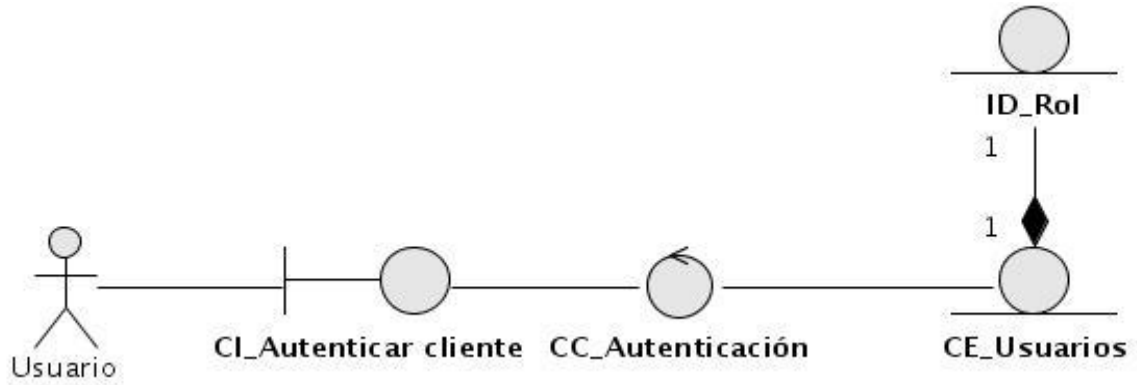 ID_Rol
1
1
CI_Autenticar cliente
CC_Autenticación
CE_Usuarios
Usuario